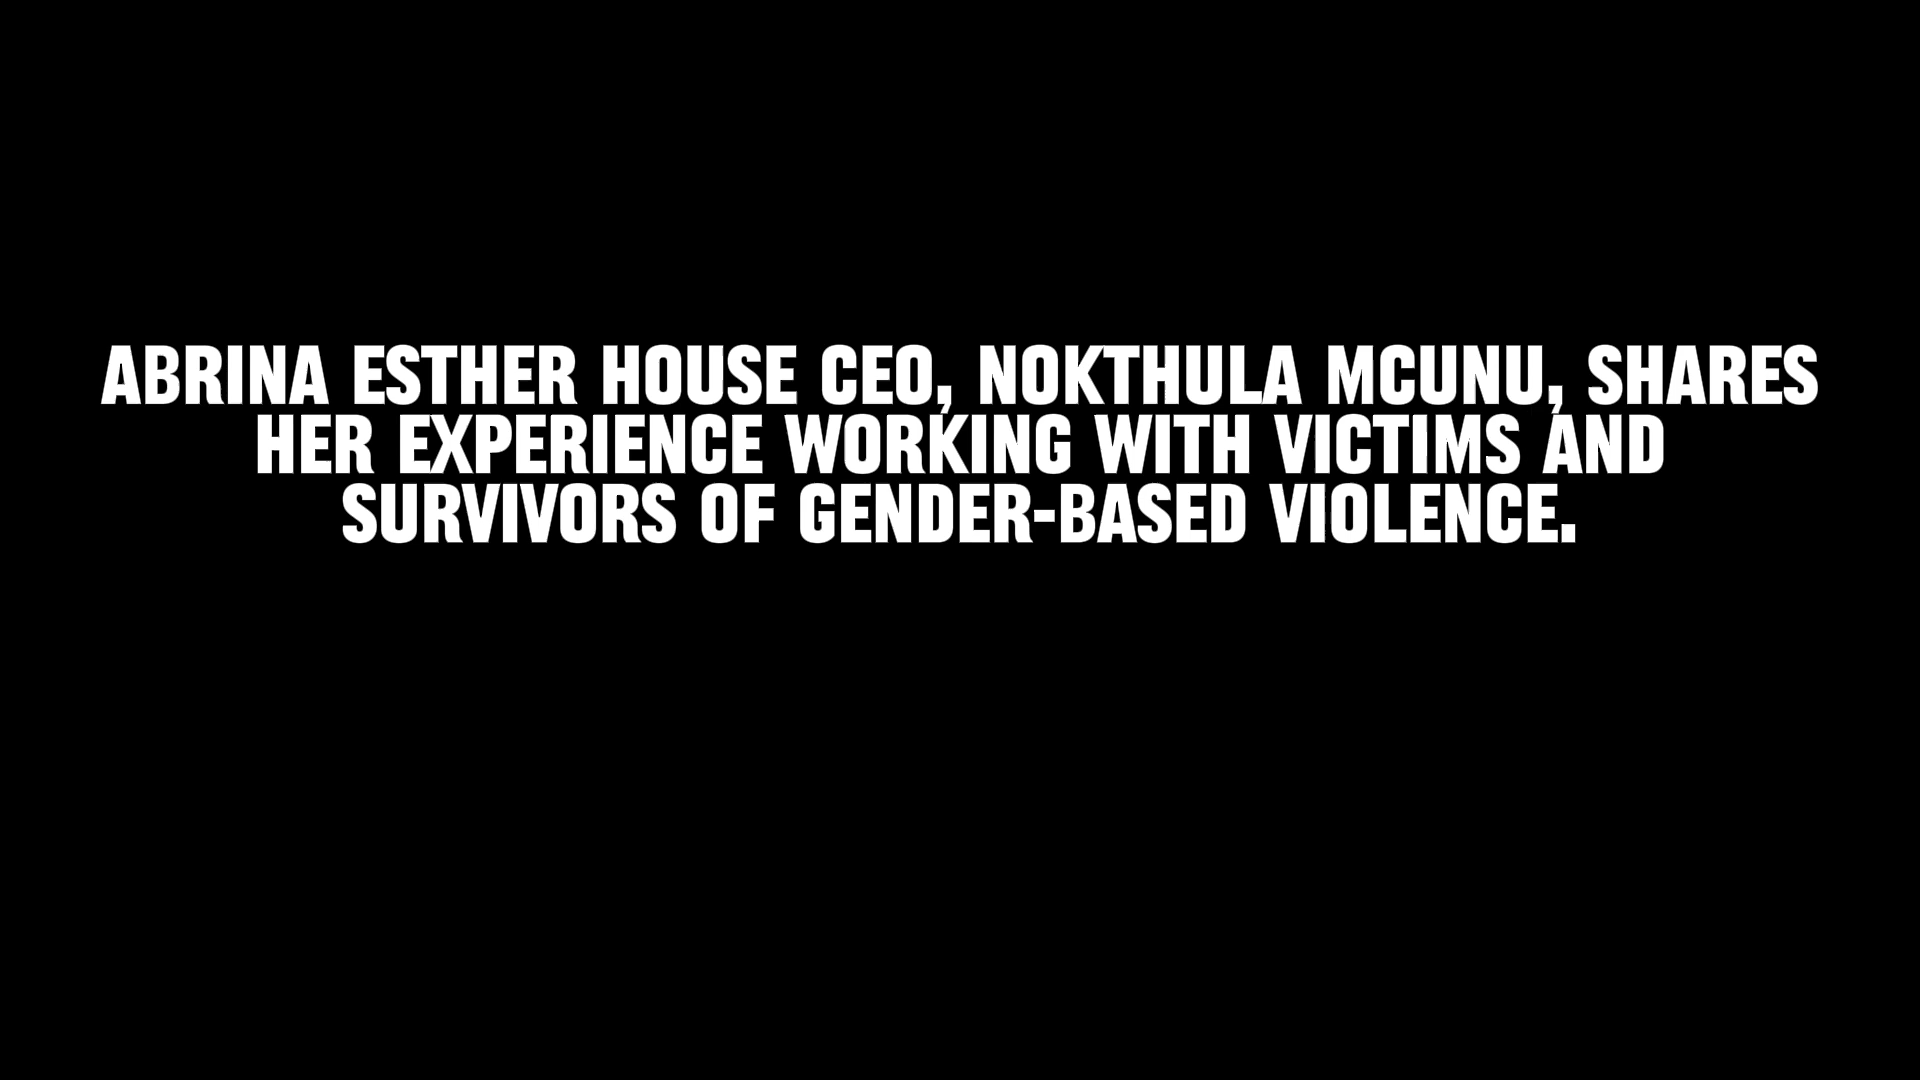 ABRINA ESTHER HOUSE CEO, NOKTHULA MCUNU, SHARES
HER EXPERIENCE WORKING WITH VICTIMS AND
SURVIVORS OF GENDER-BASED VIOLENCE.